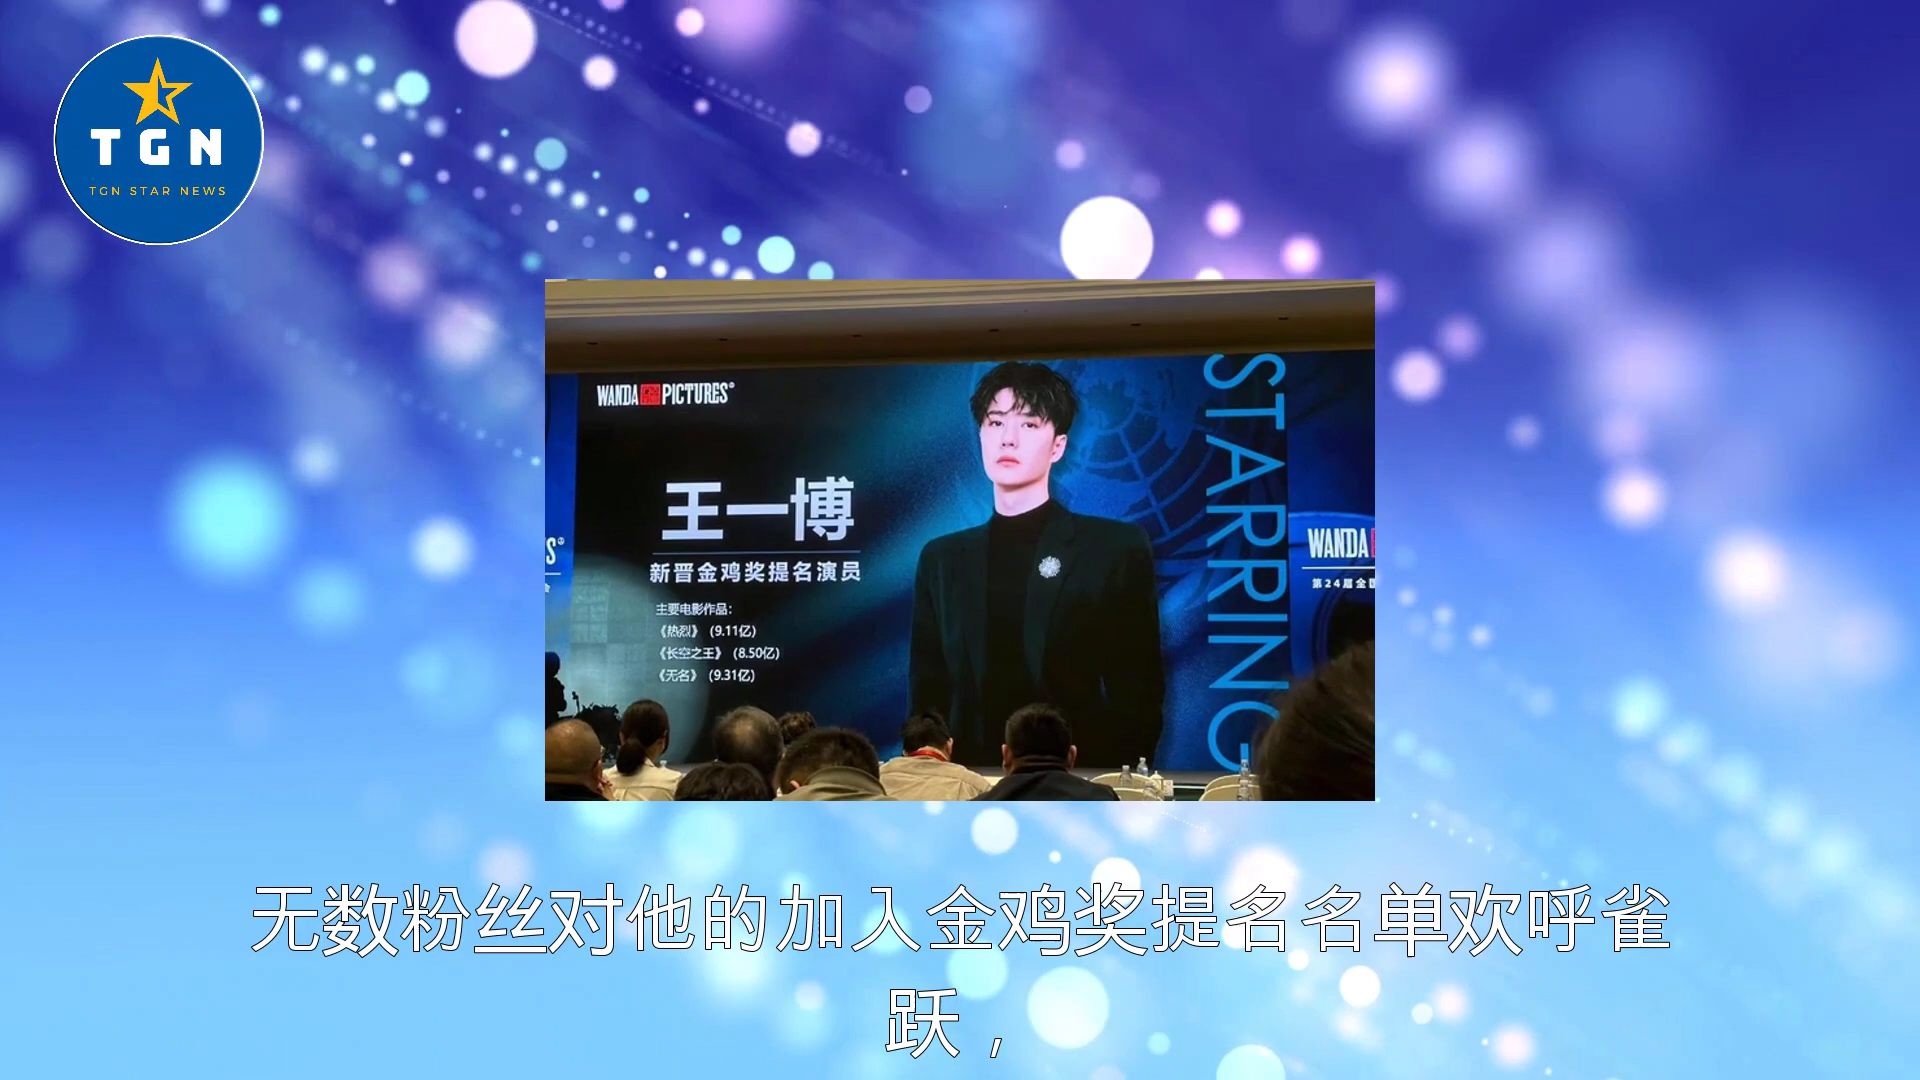 TGN
TGN STAR NEWS
WANDA PICTURES
STARRING
王一博
新晋金鸡奖提名演员
主要电影作品：
《热烈》（9.11亿）
《长空之王》（8.50亿）
《无名》（9.31亿）
S
WANDA
第24届全国
无数粉丝对他的加入金鸡奖提名名单欢呼雀
跃，